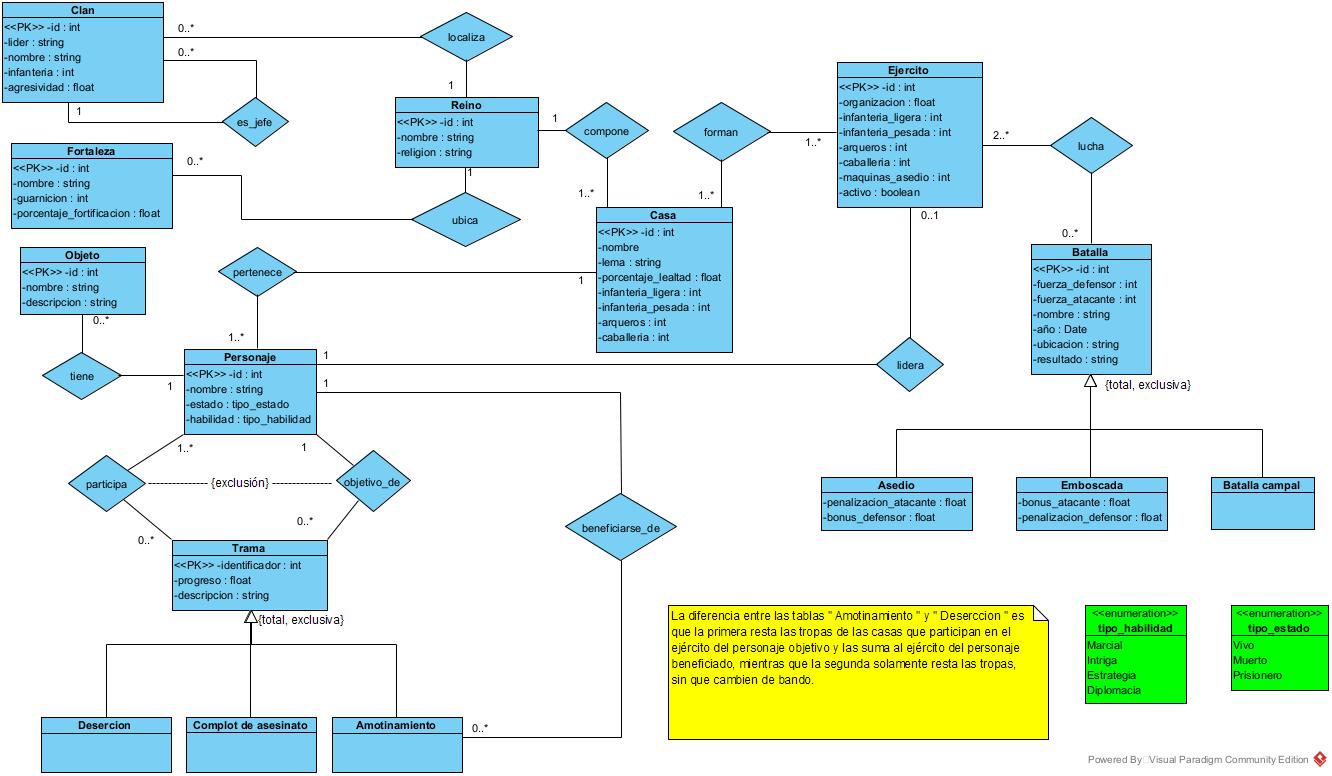 Clan
<<PK>> -id : int
-lider : string
-nombre : string
-infanteria : int
-agresividad : float
0..*
0..*
1
localiza
1
es_jefe
Reino
<<PK>> -id : int
-nombre : string
-religion : string
1
1
compone
1..*
forman
1..*
1..*
Ejercito
<<PK>> -id : int
-organizacion : float
-infanteria_ligera : int
-infanteria_pesada : int
-arqueros : int
-caballeria : int
-maquinas_asedio : int
-activo : boolean
2..*
lucha
0..*
0..1
Fortaleza
<<PK>> -id : int
-nombre : string
-guarnicion : int
-porcentaje_fortificacion : float
0..*
ubica
Casa
<<PK>> -id : int
-nombre
-lema : string
-porcentaje_lealtad : float
-infanteria_ligera : int
-infanteria_pesada : int
-arqueros : int
-caballeria : int
Objeto
<<PK>> -id : int
-nombre : string
-descripcion : string
0..*
pertenece
1
1..*
Batalla
<<PK>> -id : int
-fuerza_defensor : int
-fuerza_atacante : int
-nombre : string
-año : Date
-ubicacion : string
-resultado : string
{total, exclusiva}
tiene
1
Personaje
<<PK>> -id : int
-nombre : string
-estado : tipo_estado
-habilidad : tipo_habilidad
1
1
lidera
1..*
1
participa
{exclusión}
objetivo_de
0..*
0..*
beneficiarse_de
Asedio
-penalizacion_atacante : float
-bonus_defensor : float
Emboscada
-bonus_atacante : float
-penalizacion_defensor : float
Batalla campal
Trama
<<PK>> -identificador : int
-progreso : float
-descripcion : string
{total, exclusiva}
La diferencia entre las tablas " Amotinamiento " y " Deserccion " es
que la primera resta las tropas de las casas que participan en el
ejército del personaje objetivo y las suma al ejército del personaje
beneficiado, mientras que la segunda solamente resta las tropas,
sin que cambien de bando.
<<enumeration>>
tipo_habilidad
Marcial
Intriga
Estrategia
Diplomacia
<<enumeration>>
tipo_estado
Vivo
Muerto
Prisionero
Desercion
Complot de asesinato
Amotinamiento
0..*
Powered By Visual Paradigm Community Edition